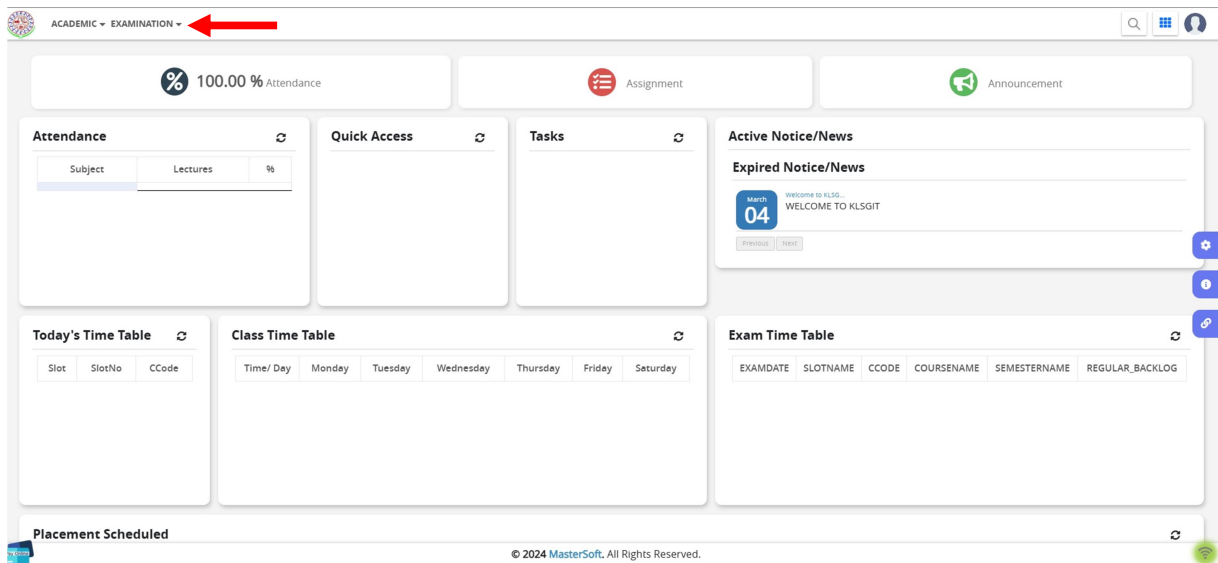 ACADEMIC EXAMINATION
100.00 % Attendance
Assignment
Announcement
Attendance
Subject Lectures %
Quick Access
Tasks
Active Notice/News
Expired Notice/News
March
04
Welcome to KLSG...
WELCOME TO KLSGIT
Previous Next
Today's Time Table
Slot SlotNo CCode
Class Time Table
Time/ Day Monday Tuesday Wednesday Thursday Friday Saturday
Exam Time Table
EXAMDATE SLOTNAME CCODE COURSENAME SEMESTERNAME REGULAR_BACKLOG
Placement Scheduled
© 2024 MasterSoft. All Rights Reserved.